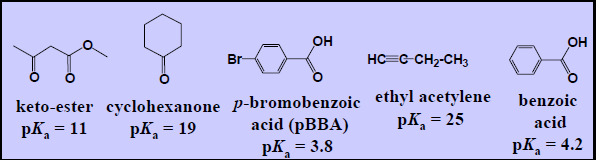 O
O
O
keto-ester
pKa = 11
O
cyclohexanone
pKa = 19
Br
OH
O
p-bromobenzoic
acid (pBBA)
pKa = 3.8
HC≡C-CH2-CH3
ethyl acetylene
pKa = 25
OH
O
benzoic
acid
pKa = 4.2